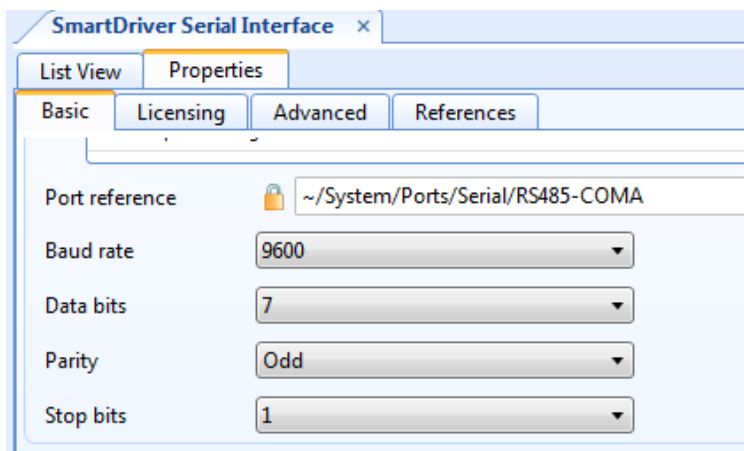 SmartDriver Serial Interface ×
List View Properties
Basic Licensing Advanced References
Port reference ~/System/Ports/Serial/RS485-COMA
Baud rate 9600
Data bits 7
Parity Odd
Stop bits 1